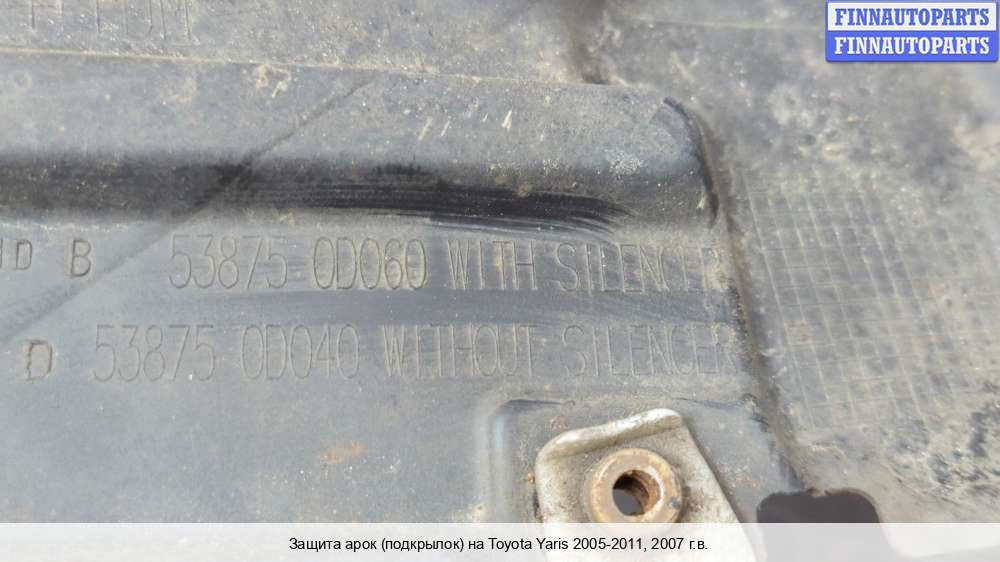 FINNAUTOPARTS
FINNAUTOPARTS
B 53875-0D060 WITH SILENCER
D 53875-0D040 WITHOUT SILENCER
Защита арок (подкрылок) на Toyota Yaris 2005-2011, 2007 г.в.